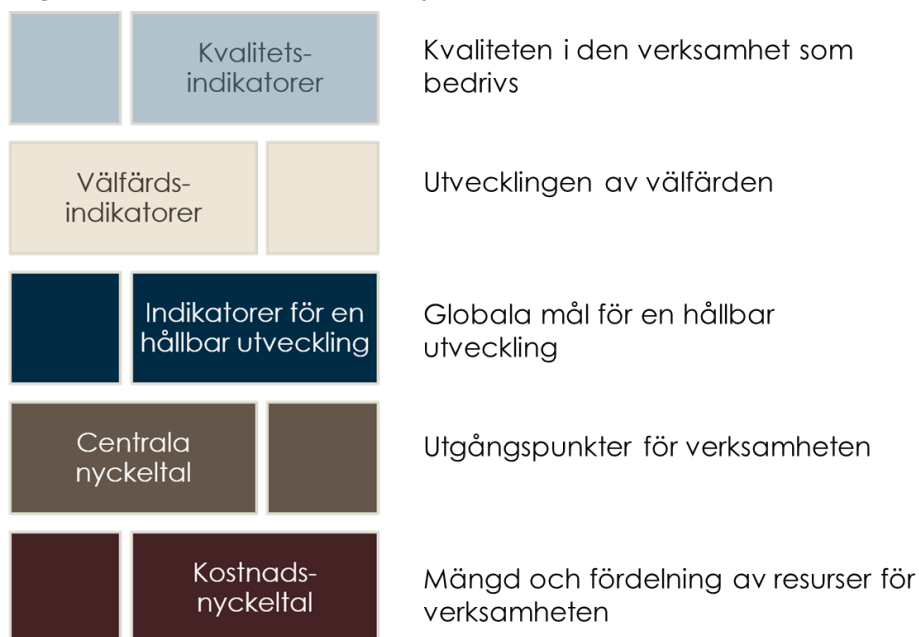 Kvalitets-
indikatorer
Kvaliteten i den verksamhet som
bedrivs
Välfärds-
indikatorer
Utvecklingen av välfärden
Indikatorer för en
hållbar utveckling
Globala mål för en hållbar
utveckling
Centrala
nyckeltal
Utgångspunkter för verksamheten
Kostnads-
nyckeltal
Mängd och fördelning av resurser för
verksamheten